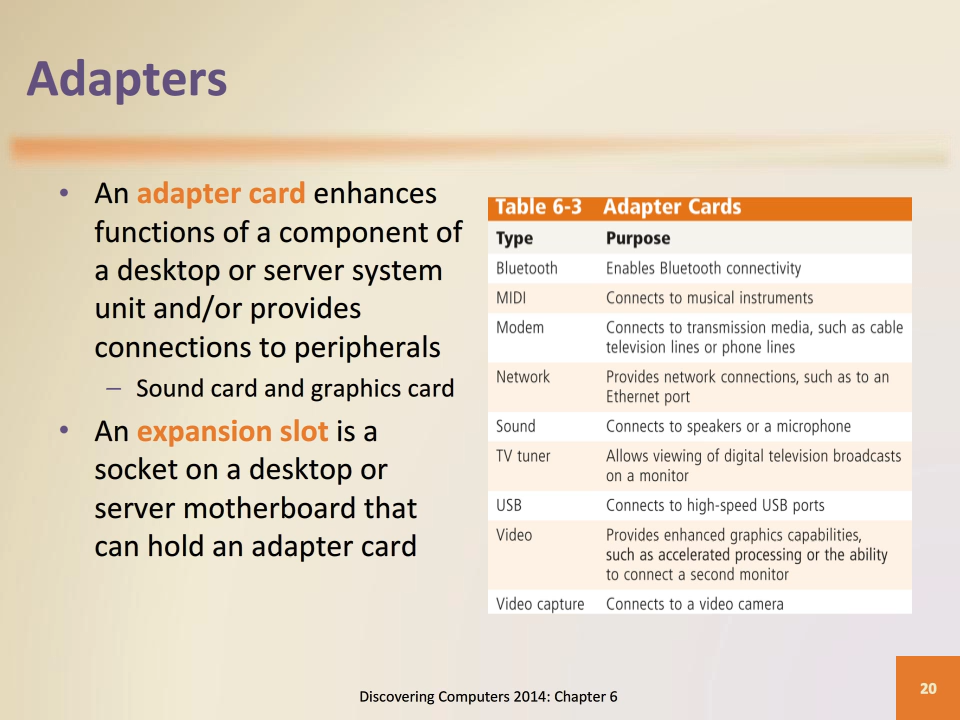 Adapters
• An adapter card enhances
functions of a component of
a desktop or server system
unit and/or provides
connections to peripherals
– Sound card and graphics card
• An expansion slot is a
socket on a desktop or
server motherboard that
can hold an adapter card
Table 6-3 Adapter Cards
Type Purpose
Bluetooth Enables Bluetooth connectivity
MIDI Connects to musical instruments
Modem Connects to transmission media, such as cable
television lines or phone lines
Network Provides network connections, such as to an
Ethernet port
Sound Connects to speakers or a microphone
TV tuner Allows viewing of digital television broadcasts
on a monitor
USB Connects to high-speed USB ports
Video Provides enhanced graphics capabilities,
such as accelerated processing or the ability
to connect a second monitor
Video capture Connects to a video camera
Discovering Computers 2014: Chapter 6
20